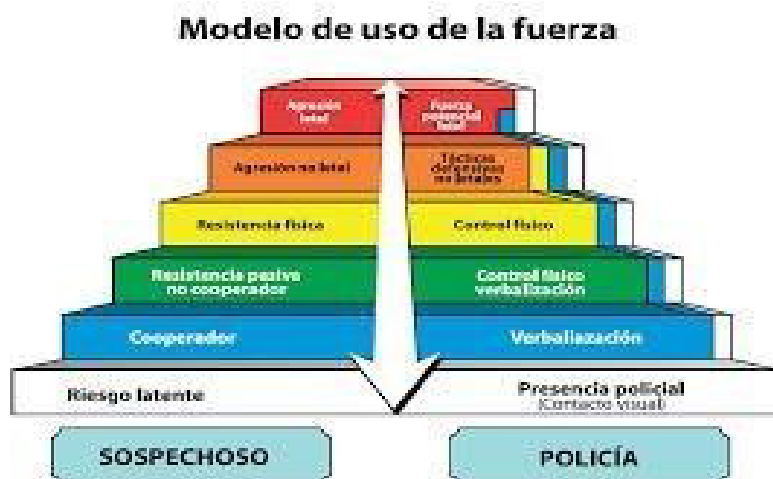 Modelo de uso de la fuerza
Agresión
letal
Fuerza
potencial
letal
Agresión no letal
Tácticas
defensivas
no letales
Resistencia física
Control físico
Resistencia pasiva
no cooperador
Control físico
verbalización
Cooperador
Verbaliazación
Riesgo latente
Presencia policial
(Contacto visual)
SOSPECHOSO
POLICÍA